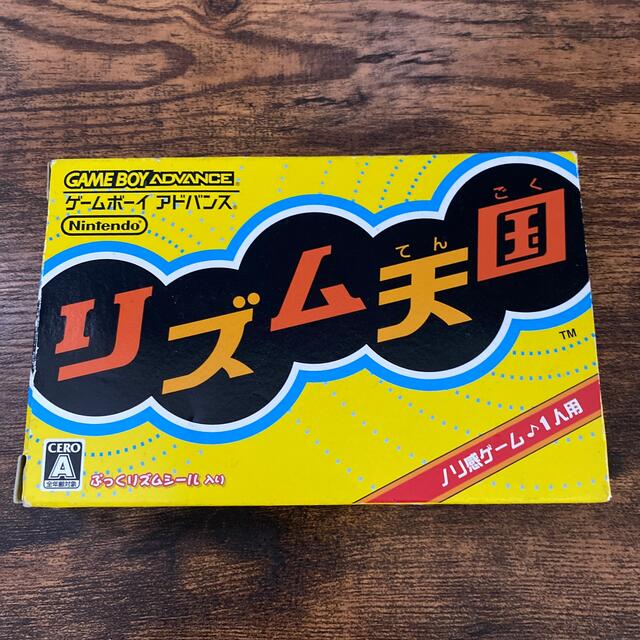 GAME BOY ADVANCE
ゲームボーイ アドバンス
Nintendo
ごく
てん
リズム天国
TM
ノリ感ゲーム♪1人用
CERO
A
全年齢対象
ぷっくリズムシール 入り